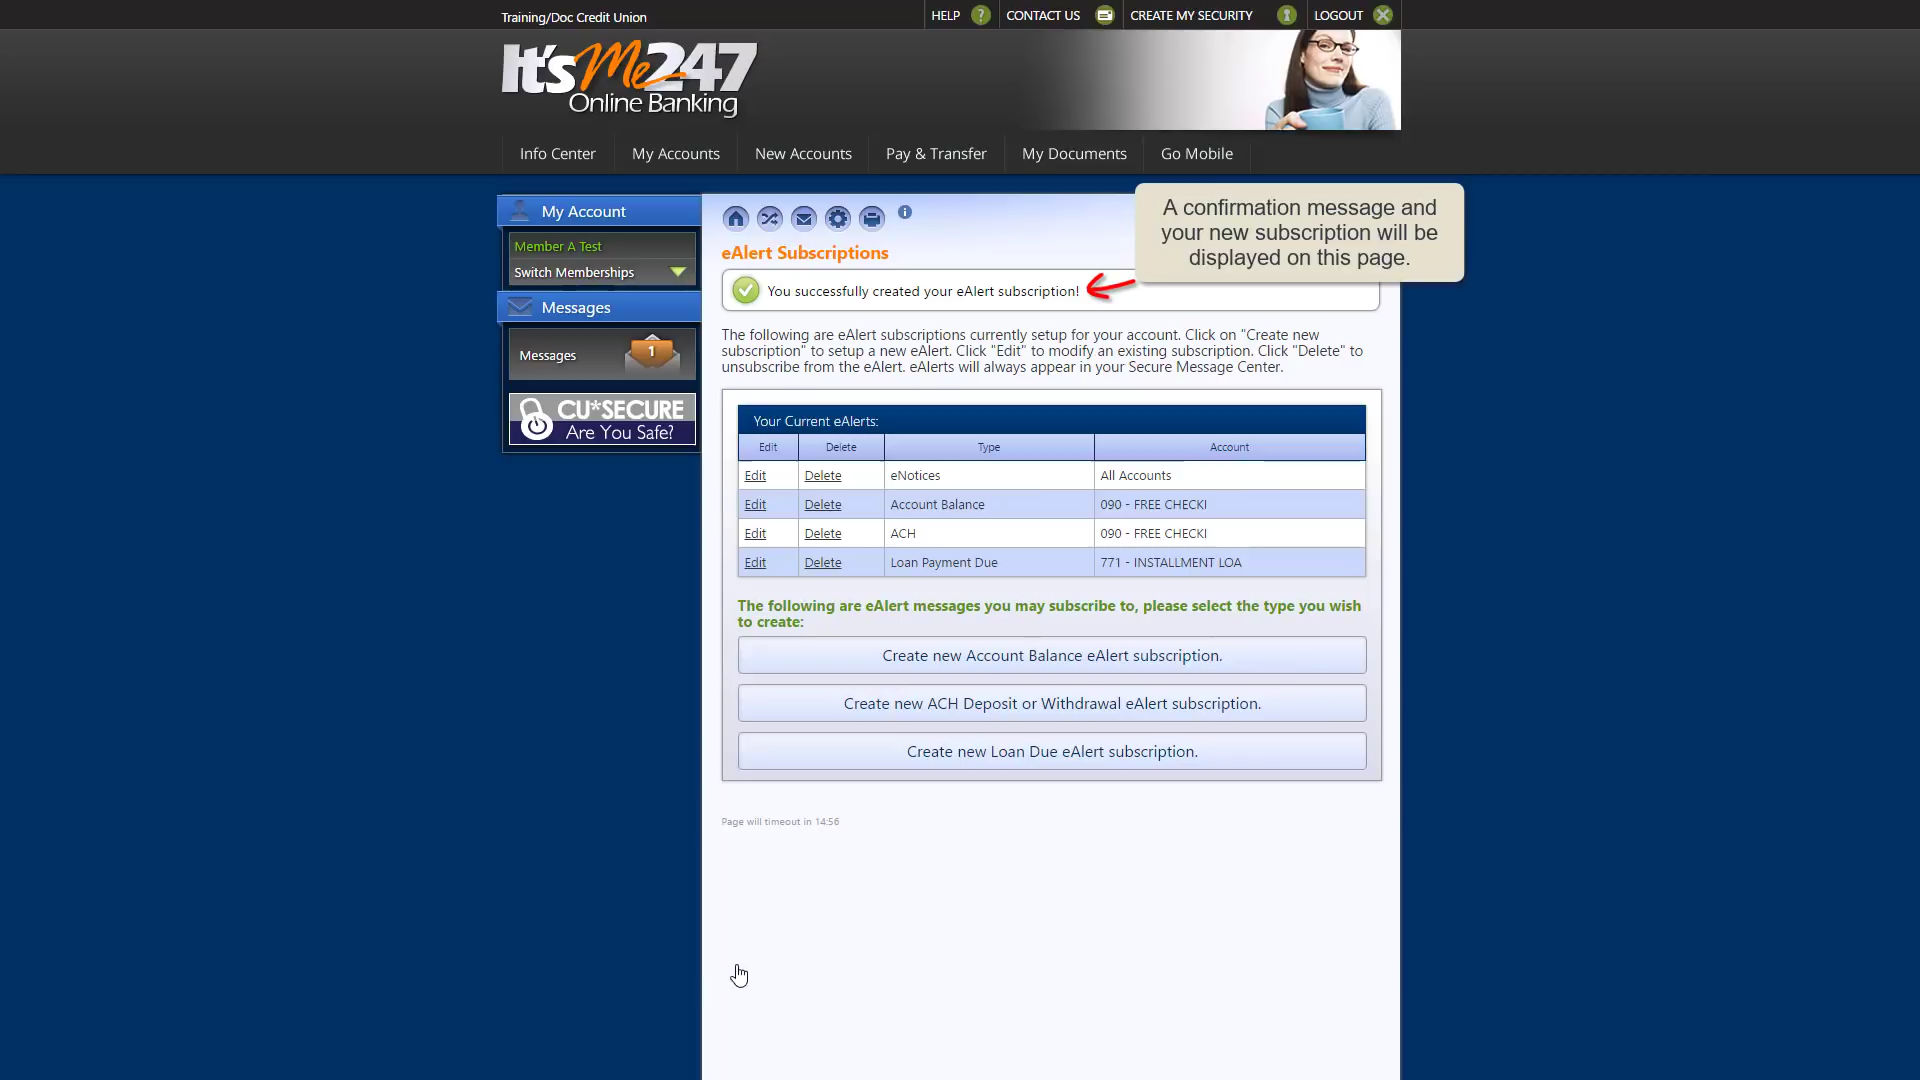 Training/Doc Credit Union
HELP ?
CONTACT US
CREATE MY SECURITY
LOGOUT
It's Me 247
Online Banking
Info Center
My Accounts
New Accounts
Pay & Transfer
My Documents
Go Mobile
My Account
Member A Test
Switch Memberships
Messages
Messages
1
CU*SECURE
Are You Safe?
i
A confirmation message and
your new subscription will be
displayed on this page.
eAlert Subscriptions
You successfully created your eAlert subscription!
The following are eAlert subscriptions currently setup for your account. Click on "Create new
subscription" to setup a new eAlert. Click "Edit" to modify an existing subscription. Click "Delete" to
unsubscribe from the eAlert. eAlerts will always appear in your Secure Message Center.
Your Current eAlerts:
Edit Delete Type Account
Edit Delete eNotices All Accounts
Edit Delete Account Balance 090 - FREE CHECKI
Edit Delete ACH 090 - FREE CHECKI
Edit Delete Loan Payment Due 771 - INSTALLMENT LOA
The following are eAlert messages you may subscribe to, please select the type you wish
to create:
Create new Account Balance eAlert subscription.
Create new ACH Deposit or Withdrawal eAlert subscription.
Create new Loan Due eAlert subscription.
Page will timeout in 14:56